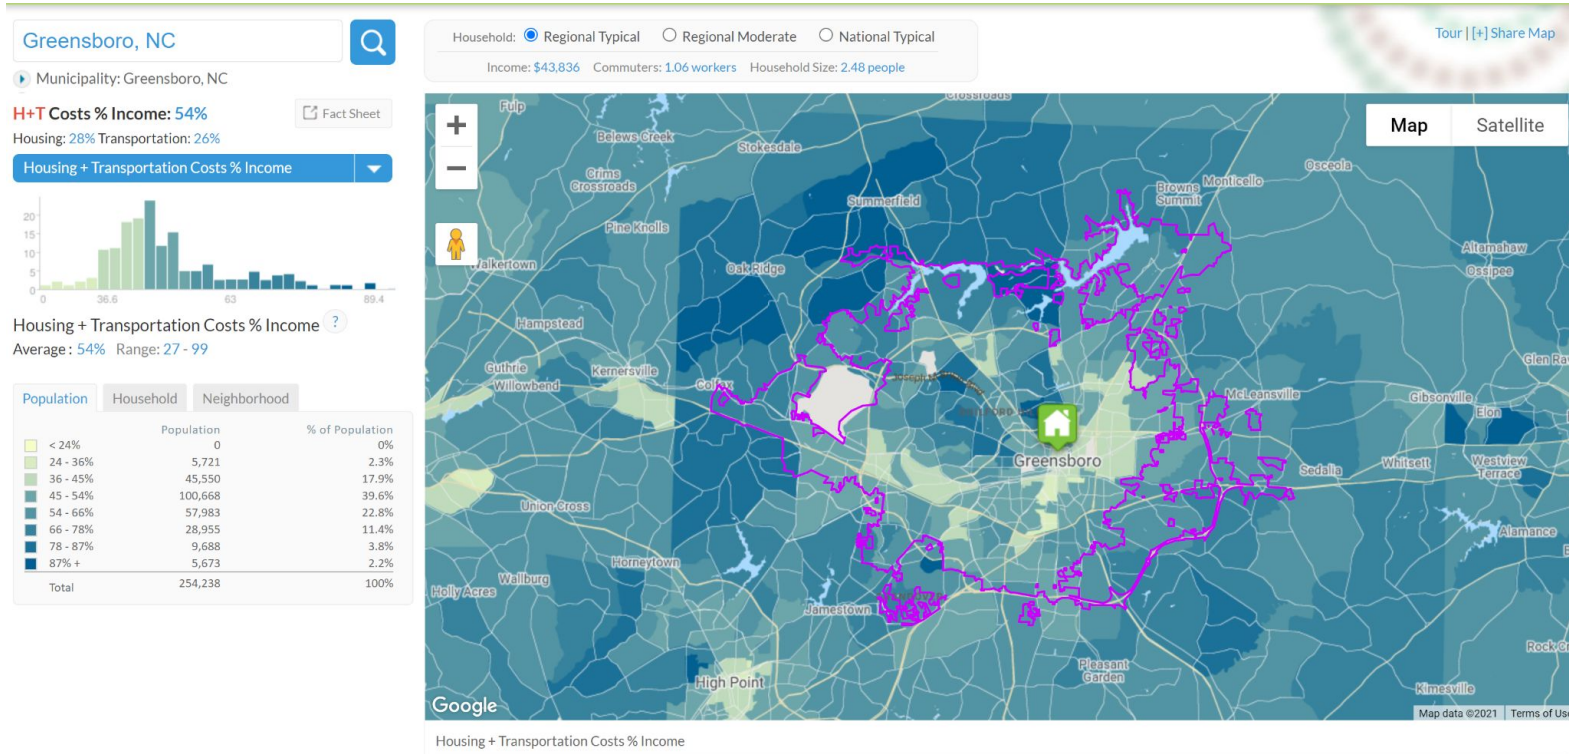 Greensboro, NC
Municipality: Greensboro, NC
H+T Costs % Income: 54%
Fact Sheet
Housing: 28% Transportation: 26%
Housing + Transportation Costs % Income
20
15
10
5
0
0 36.6 63 89.4
Housing + Transportation Costs % Income ?
Average : 54% Range: 27 - 99
Population Household Neighborhood
Population % of Population
< 24% 0 0%
24 - 36% 5,721 2.3%
36 - 45% 45,550 17.9%
45 - 54% 100,668 39.6%
54 - 66% 57,983 22.8%
66 - 78% 28,955 11.4%
78 - 87% 9,688 3.8%
87% + 5,673 2.2%
Total 254,238 100%
Household: Regional Typical Regional Moderate National Typical
Income: $43,836 Commuters: 1.06 workers Household Size: 2.48 people
Tour | [+] Share Map
+
−
Map Satellite
Crossroads
Fulp
Belews Creek
Stokesdale
Crims
Crossroads
Osceola
Browns
Summit
Monticello
Summerfield
Pine Knolls
Altamahaw
Walkertown
Oak Ridge
Ossipee
Hampstead
Glen Ra
Guthrie
Kernersville
Willowbend
Colfax
McLeansville
Gibsonville
Elon
Greensboro
Sedalia
Whitsett
Westview
Terrace
Union Cross
Alamance
Horneytown
Wallburg
Holly Acres
Jamestown
Pleasant
Garden
Rock Cr
High Point
Kimesville
Google
Map data ©2021 Terms of Use
Housing + Transportation Costs % Income